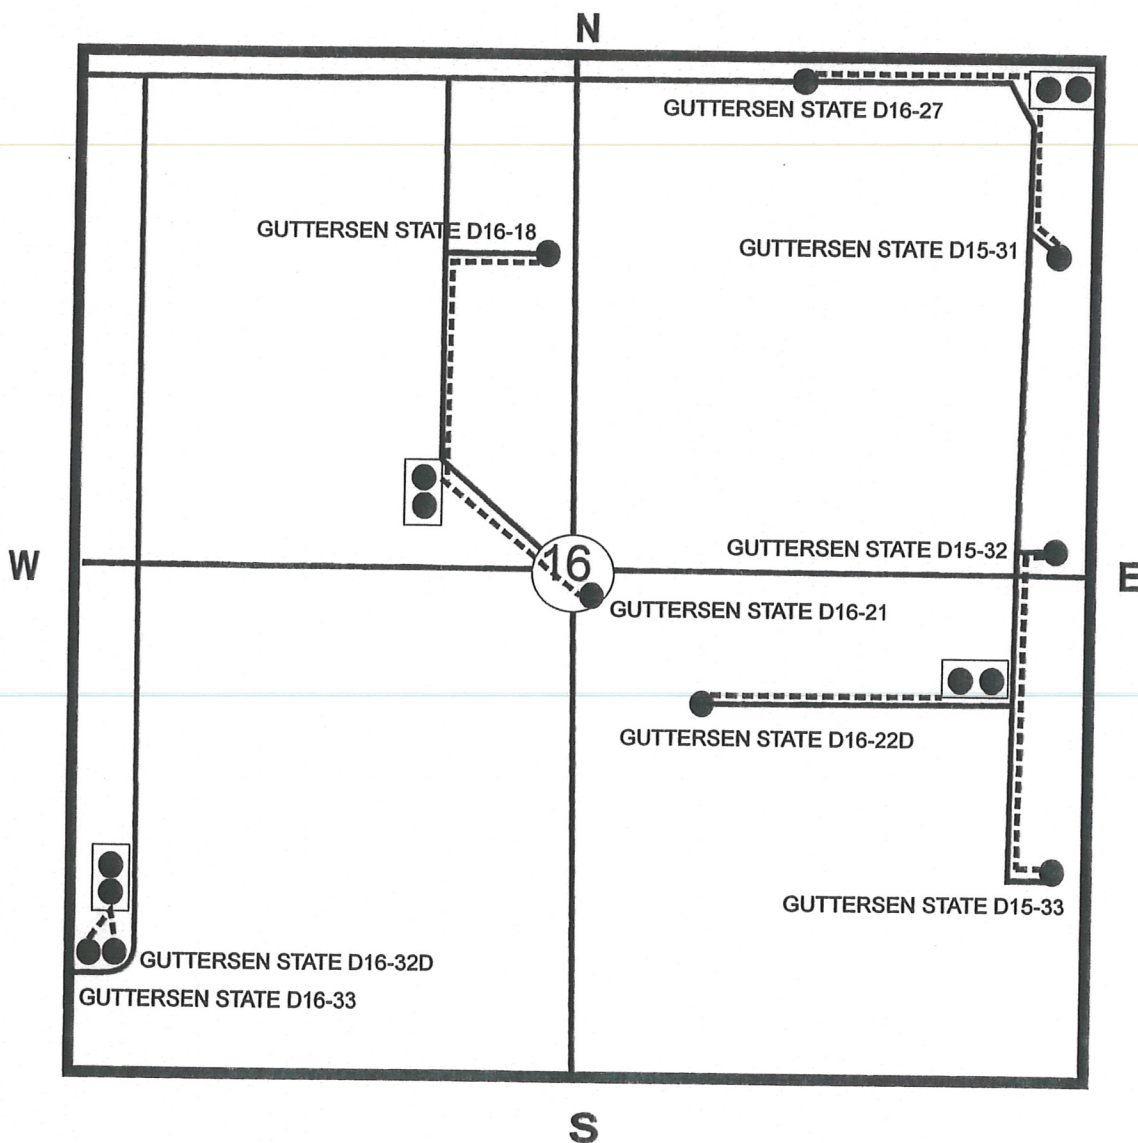 N
GUTTERSEN STATE D16-27
GUTTERSEN STATE D16-18
GUTTERSEN STATE D15-31
W
16
GUTTERSEN STATE D15-32
E
GUTTERSEN STATE D16-21
GUTTERSEN STATE D16-22D
GUTTERSEN STATE D15-33
GUTTERSEN STATE D16-32D
GUTTERSEN STATE D16-33
S